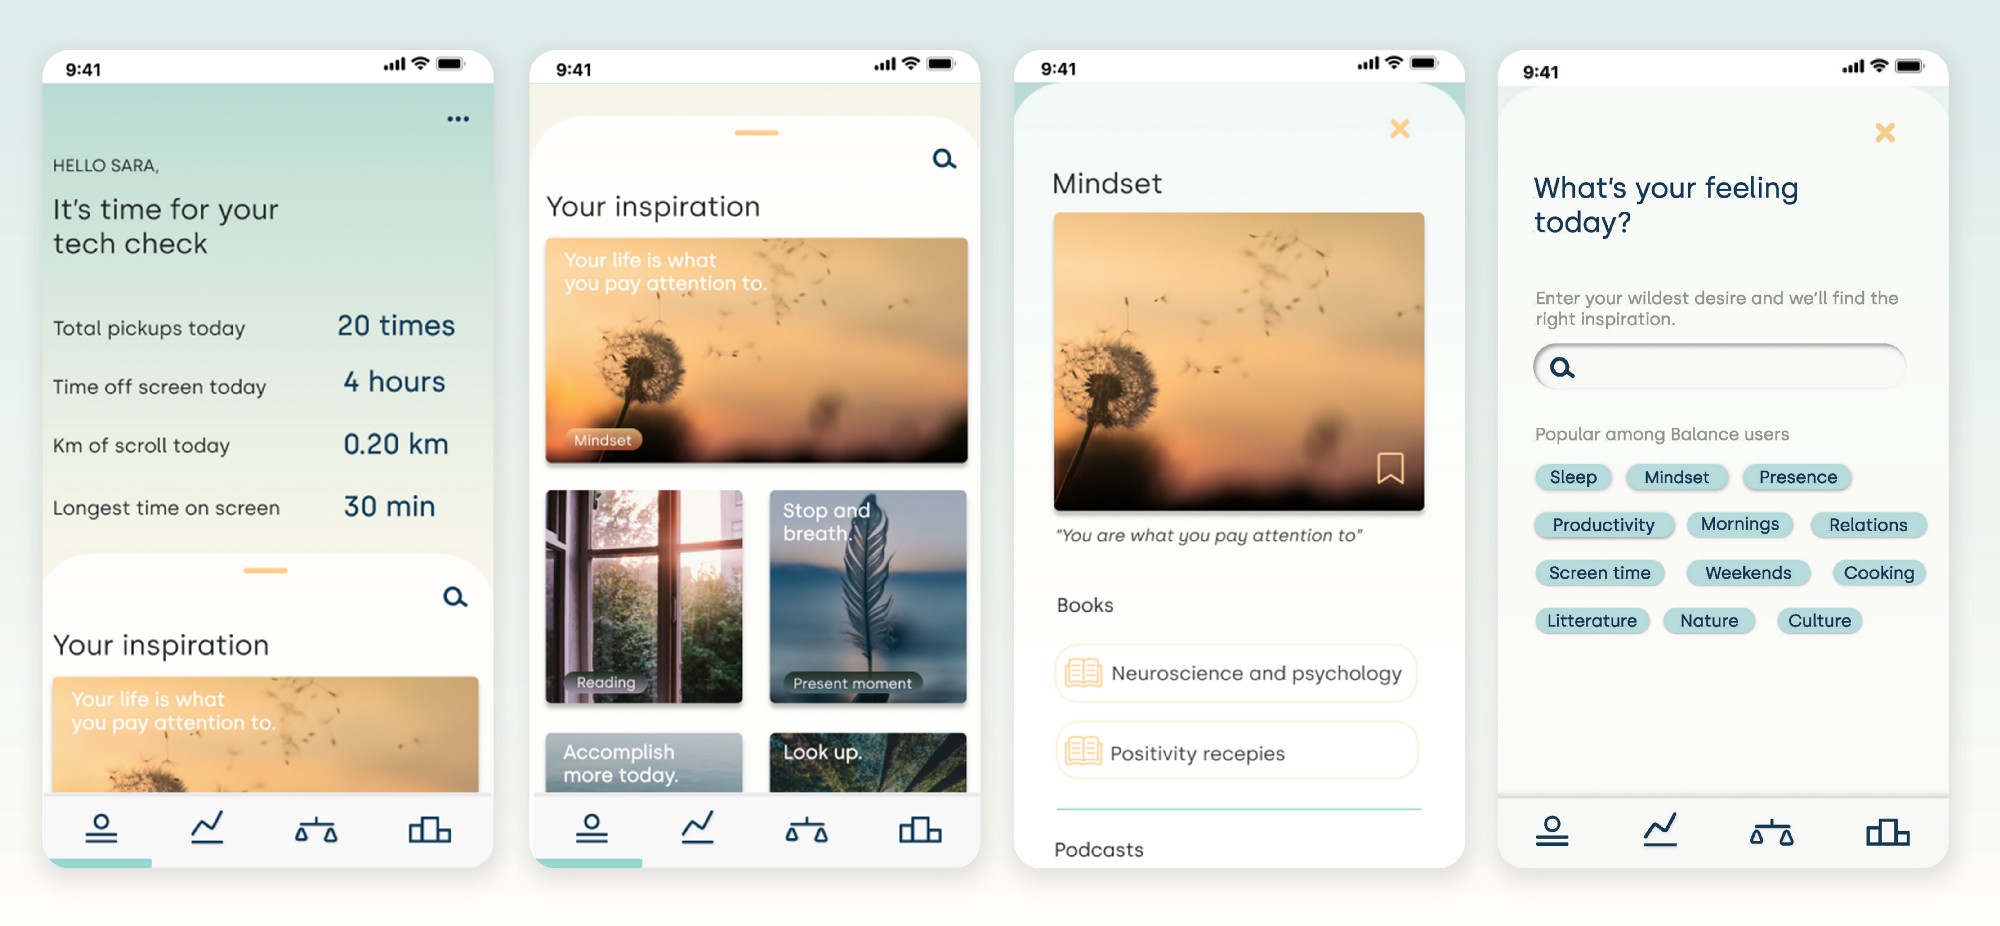 9:41
HELLO SARA,
It's time for your
tech check
Total pickups today 20 times
Time off screen today 4 hours
Km of scroll today 0.20 km
Longest time on screen 30 min
Your inspiration
Your life is what
you pay attention to.
9:41
Your inspiration
Your life is what
you pay attention to.
Mindset
Reading
Stop and
breath.
Present moment
Accomplish
more today.
Look up.
9:41
Mindset
"You are what you pay attention to"
Books
Neuroscience and psychology
Positivity recepies
Podcasts
9:41
What's your feeling
today?
Enter your wildest desire and we'll find the
right inspiration.
Popular among Balance users
Sleep Mindset Presence
Productivity Mornings Relations
Screen time Weekends Cooking
Litterature Nature Culture